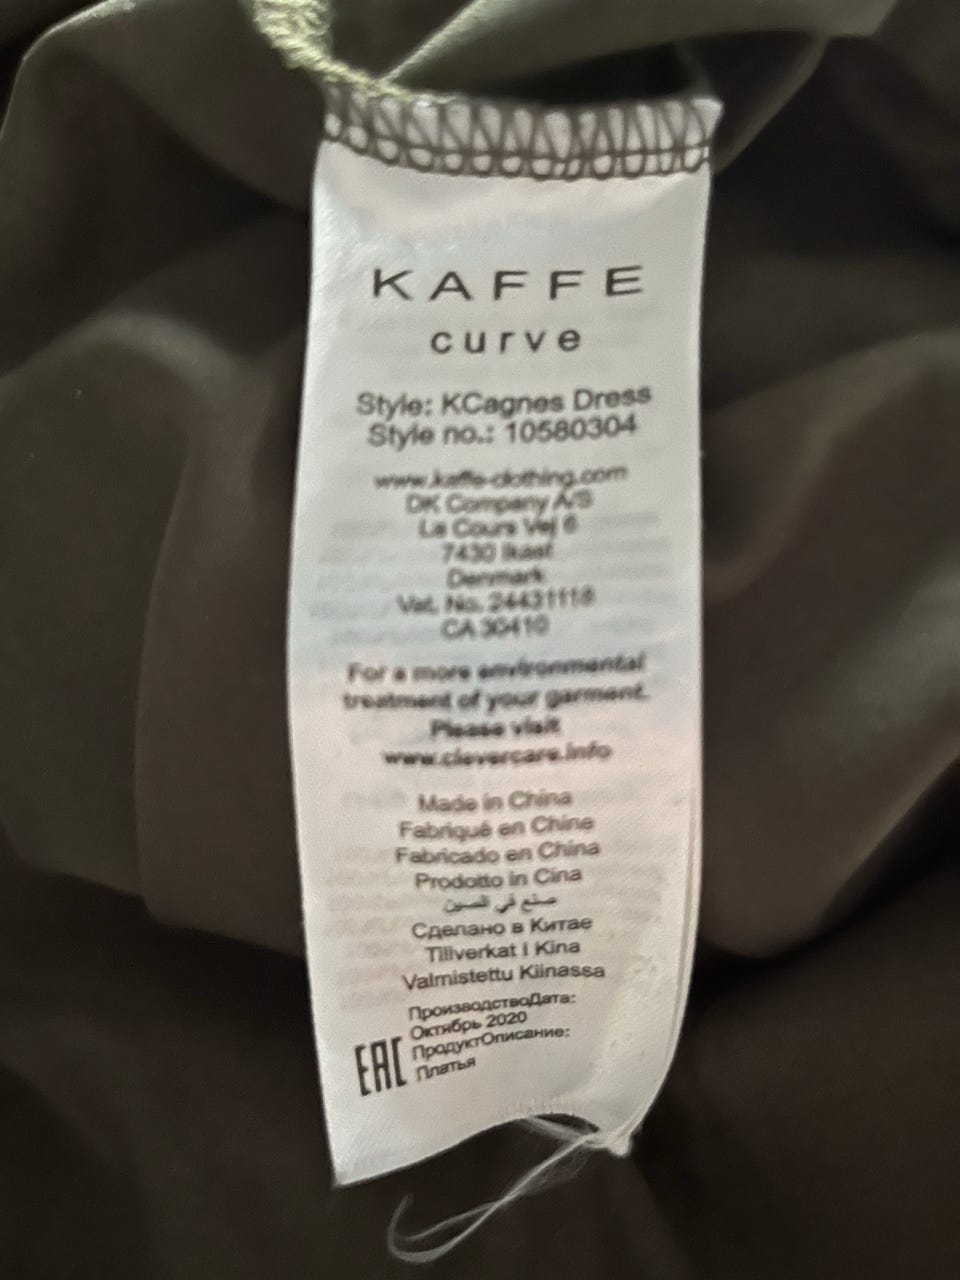 KAFFE
curve
Style: KCagnes Dress
Style no.: 10580304
www.kaffe-clothing.com
DK Company A/S
La Cours Vej 6
7430 Ikast
Denmark
Vat. No. 24431118
CA 30410
For a more environmental
treatment of your garment.
Please visit
www.clevercare.info
Made in China
Fabriqué en Chine
Fabricado en China
Prodotto in Cina
صنع في الصين
Сделано в Китае
Tillverkat I Kina
Valmistettu Kiinassa
ПроизводствоДата:
Октябрь 2020
ПродуктОписание:
Платья
EAC